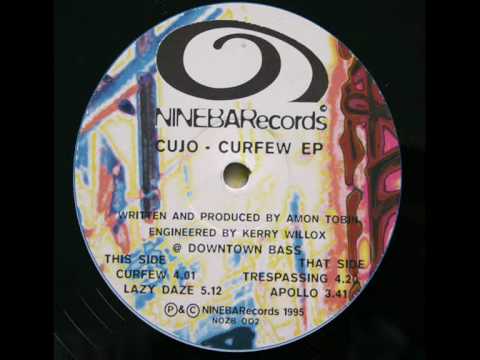 ©
NINEBARecords
CUJO - CURFEW EP
WRITTEN AND PRODUCED BY AMON TOBIN
ENGINEERED BY KERRY WILLOX
@ DOWNTOWN BASS
THIS SIDE THAT SIDE
CURFEW 4.01 TRESPASSING 4.20
LAZY DAZE 5.12 APOLLO 3.41
℗&© NINEBARecords 1995
NOZB 002